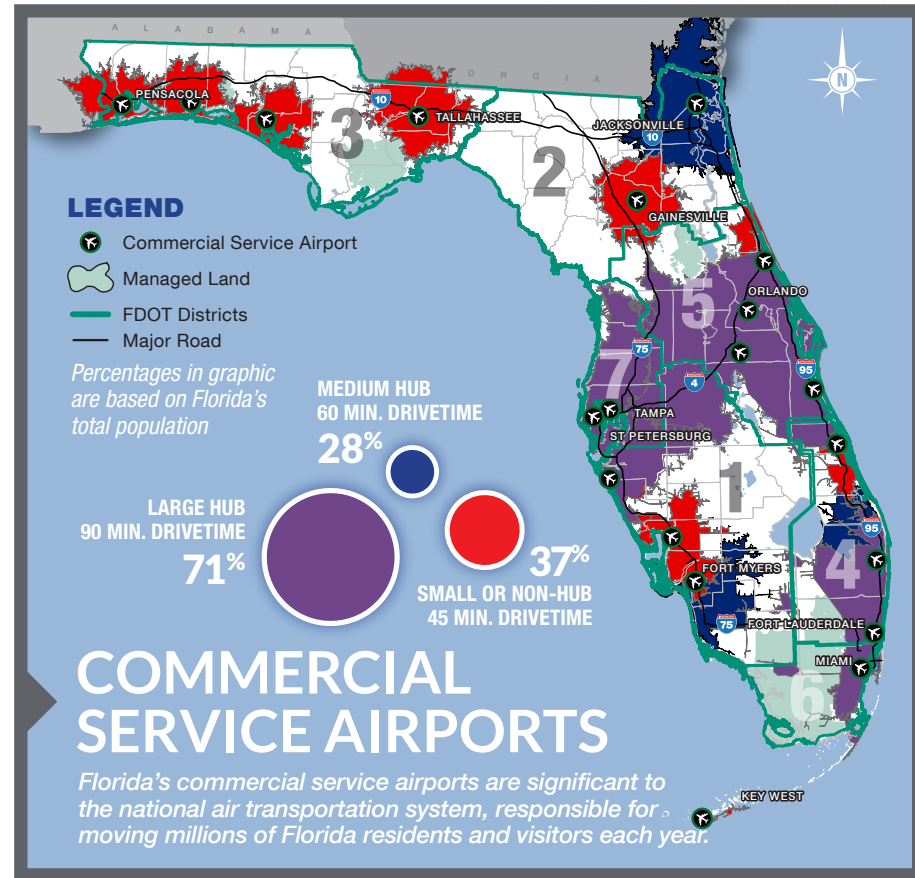 ALABAMA
GEORGIA
N
PENSACOLA
10
TALLAHASSEE
JACKSONVILLE
10
3
2
GAINESVILLE
LEGEND
Commercial Service Airport
Managed Land
FDOT Districts
Major Road
Percentages in graphic
are based on Florida's
total population
ORLANDO
5
75
7
4
95
TAMPA
ST PETERSBURG
1
95
4
FORT MYERS
75
FORT LAUDERDALE
MIAMI
6
KEY WEST
MEDIUM HUB
60 MIN. DRIVETIME
28%
LARGE HUB
90 MIN. DRIVETIME
71%
37%
SMALL OR NON-HUB
45 MIN. DRIVETIME
COMMERCIAL
SERVICE AIRPORTS
Florida's commercial service airports are significant to
the national air transportation system, responsible for
moving millions of Florida residents and visitors each year.